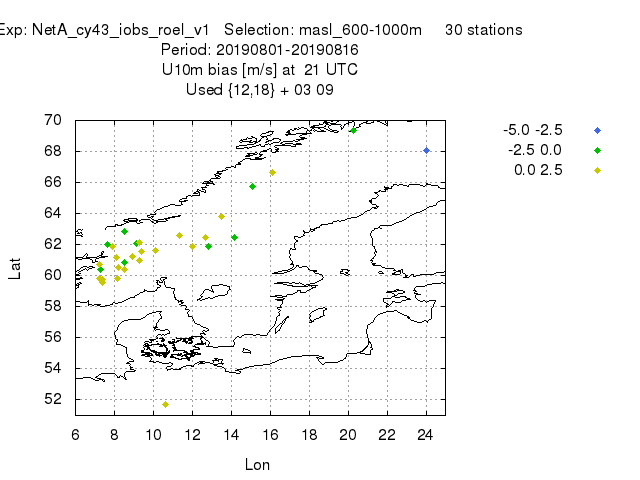 Exp: NetA_cy43_iobs_roel_v1 Selection: masl_600-1000m 30 stations
Period: 20190801-20190816
U10m bias [m/s] at 21 UTC
Used {12,18} + 03 09
-5.0 -2.5
-2.5 0.0
0.0 2.5
70
68
66
64
62
60
58
56
54
52
Lat
6 8 10 12 14 16 18 20 22 24
Lon